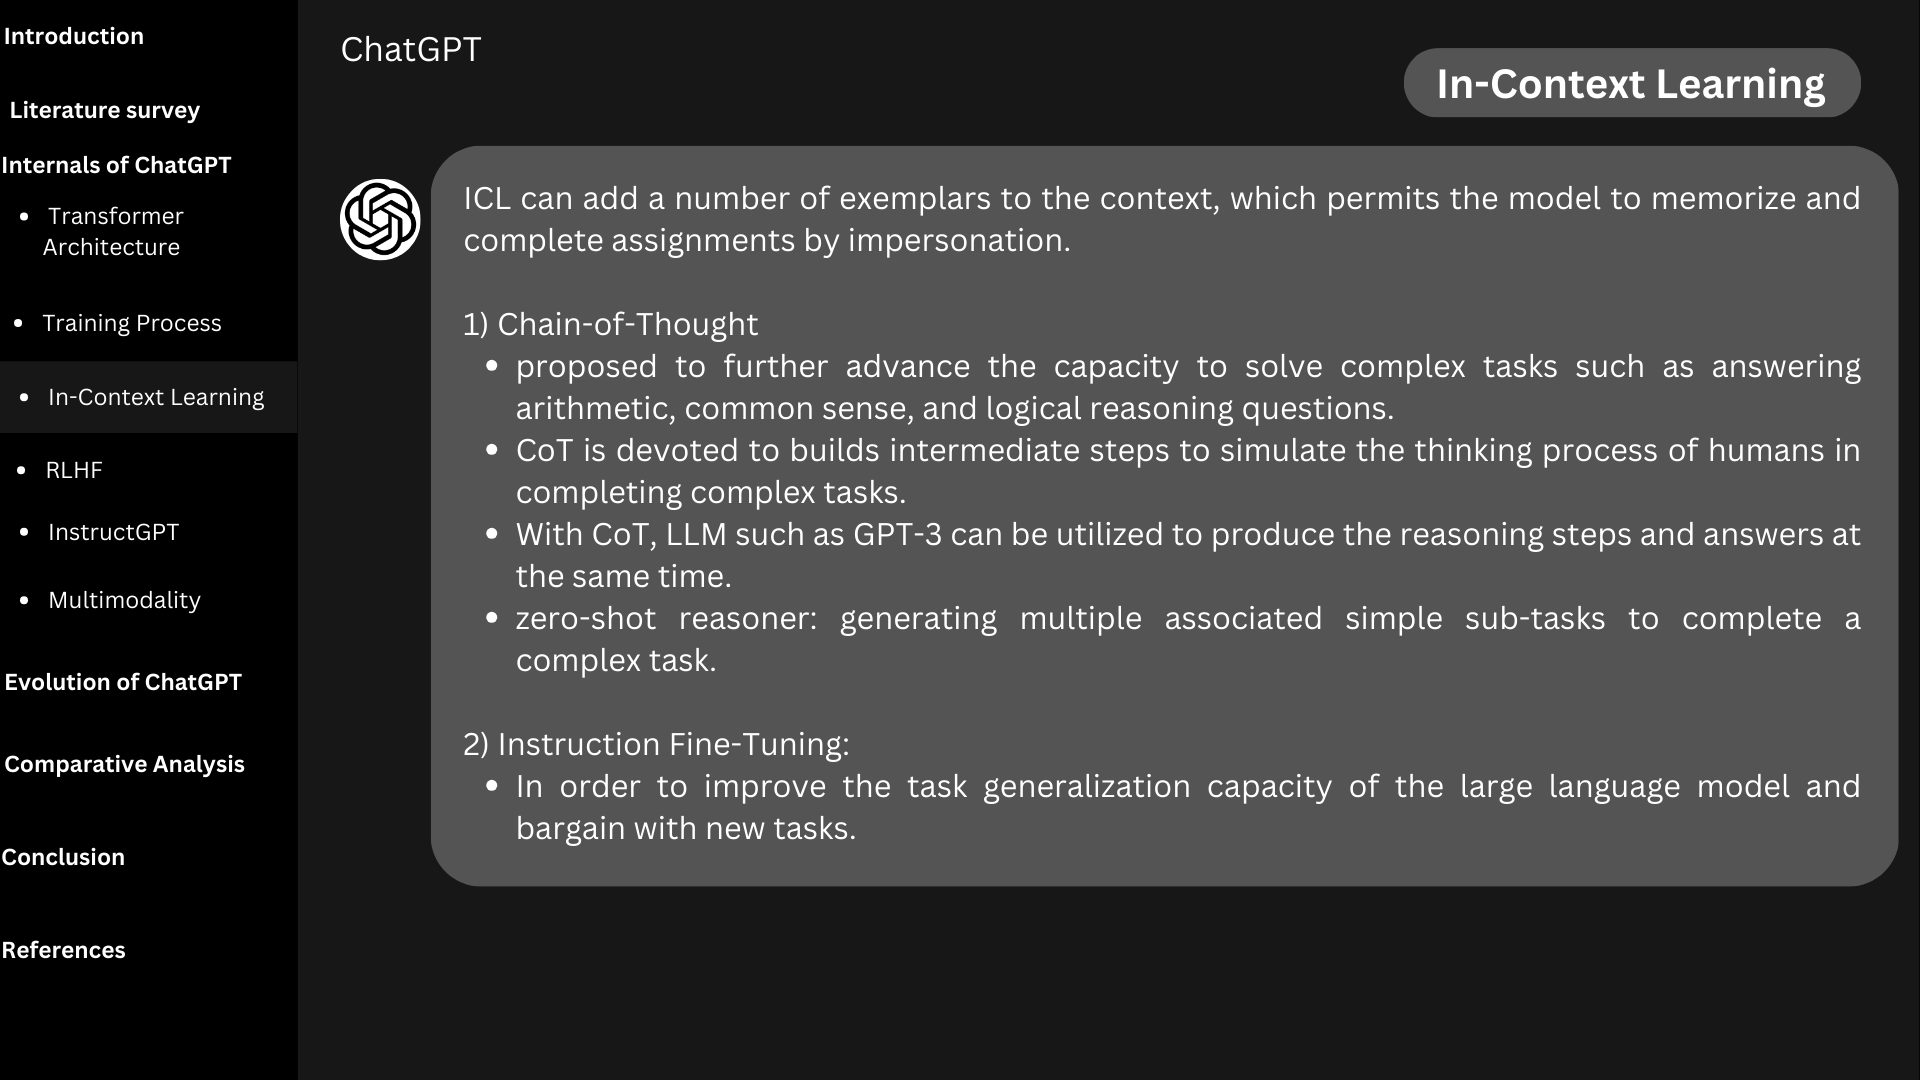 Introduction
Literature survey
Internals of ChatGPT
• Transformer
Architecture
• Training Process
• In-Context Learning
• RLHF
• InstructGPT
• Multimodality
Evolution of ChatGPT
Comparative Analysis
Conclusion
References
ChatGPT
In-Context Learning
ICL can add a number of exemplars to the context, which permits the model to memorize and
complete assignments by impersonation.
1) Chain-of-Thought
• proposed to further advance the capacity to solve complex tasks such as answering
arithmetic, common sense, and logical reasoning questions.
• CoT is devoted to builds intermediate steps to simulate the thinking process of humans in
completing complex tasks.
• With CoT, LLM such as GPT-3 can be utilized to produce the reasoning steps and answers at
the same time.
• zero-shot reasoner: generating multiple associated simple sub-tasks to complete a
complex task.
2) Instruction Fine-Tuning:
• In order to improve the task generalization capacity of the large language model and
bargain with new tasks.